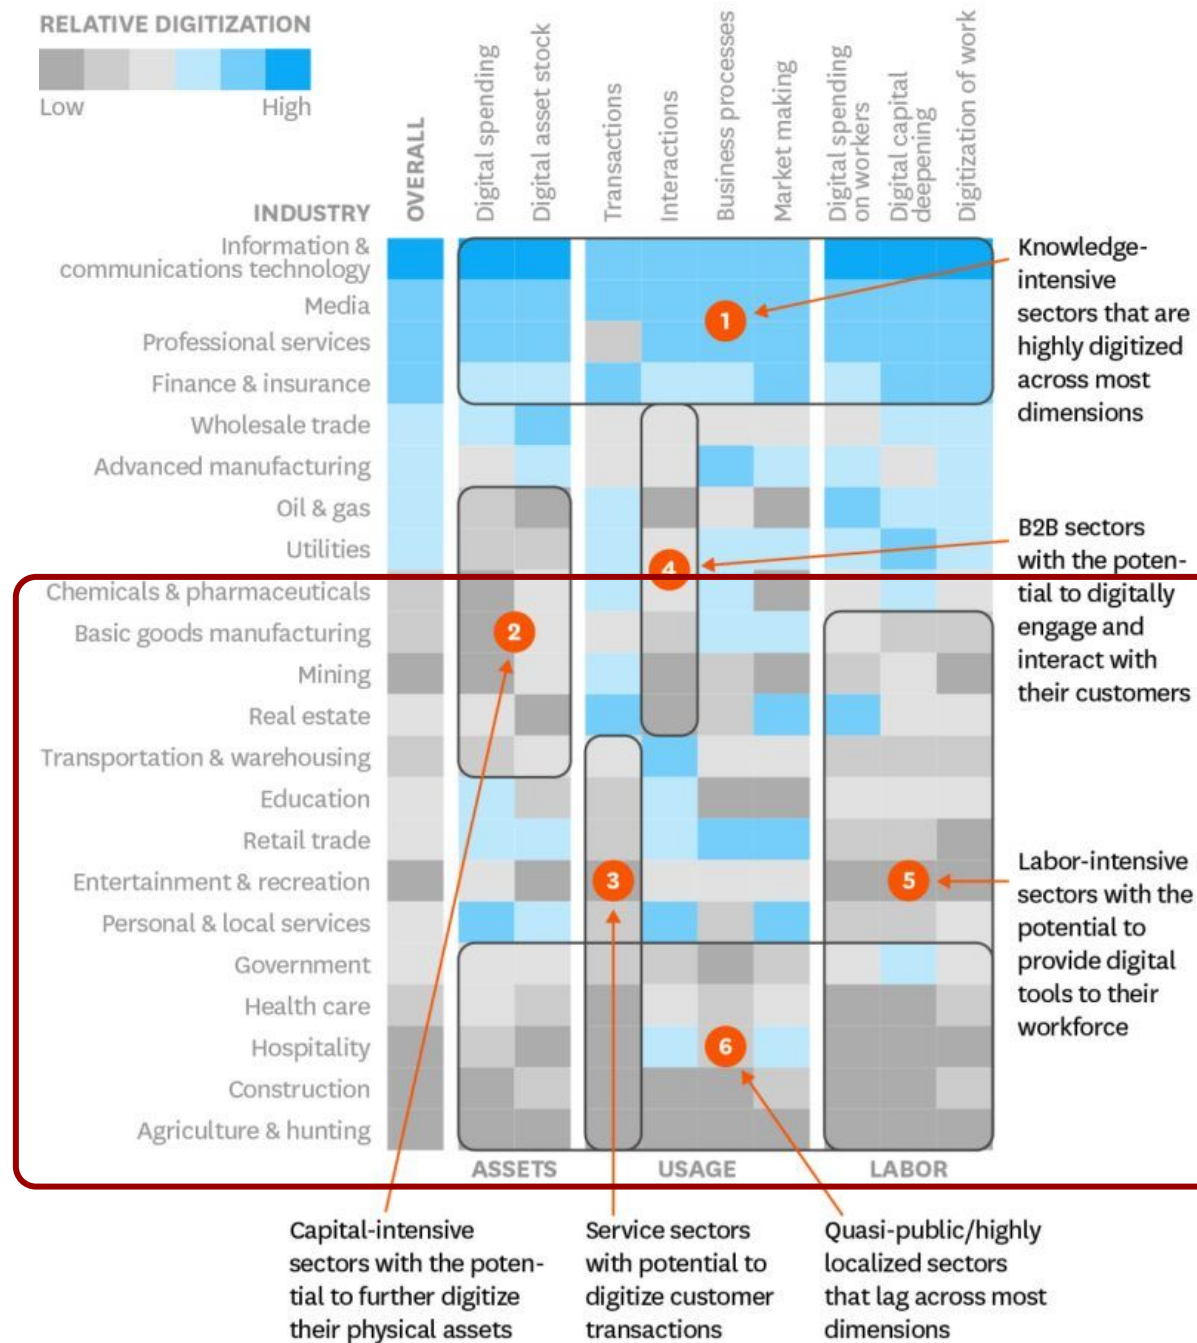 RELATIVE DIGITIZATION
Low
High
INDUSTRY
OVERALL
Digital spending
Digital asset stock
Transactions
Interactions
Business processes
Market making
Digital spending
on workers
Digital capital
deepening
Digitization of work
Information &
communications technology
Media
Professional services
Finance & insurance
Wholesale trade
Advanced manufacturing
Oil & gas
Utilities
Chemicals & pharmaceuticals
Basic goods manufacturing
Mining
Real estate
Transportation & warehousing
Education
Retail trade
Entertainment & recreation
Personal & local services
Government
Health care
Hospitality
Construction
Agriculture & hunting
1
4
2
3
5
6
Knowledge-
intensive
sectors that are
highly digitized
across most
dimensions
B2B sectors
with the poten-
tial to digitally
engage and
interact with
their customers
Labor-intensive
sectors with the
potential to
provide digital
tools to their
workforce
ASSETS
USAGE
LABOR
Capital-intensive
sectors with the poten-
tial to further digitize
their physical assets
Service sectors
with potential to
digitize customer
transactions
Quasi-public/highly
localized sectors
that lag across most
dimensions